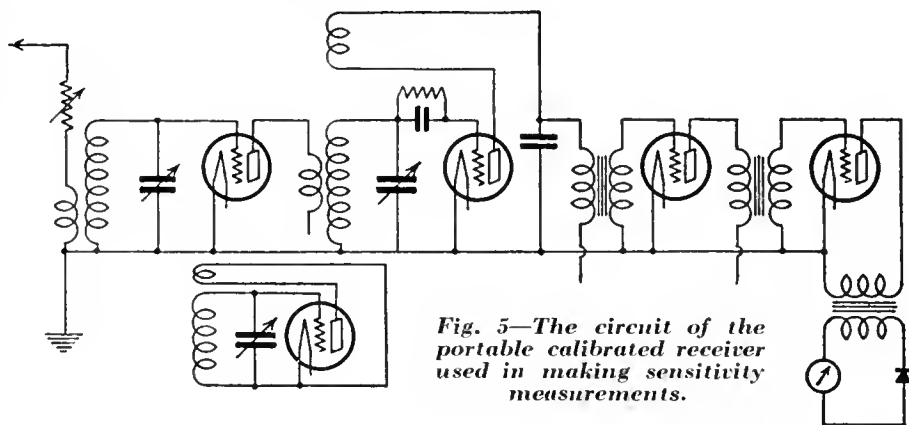 Fig. 5—The circuit of the
portable calibrated receiver
used in making sensitivity
measurements.